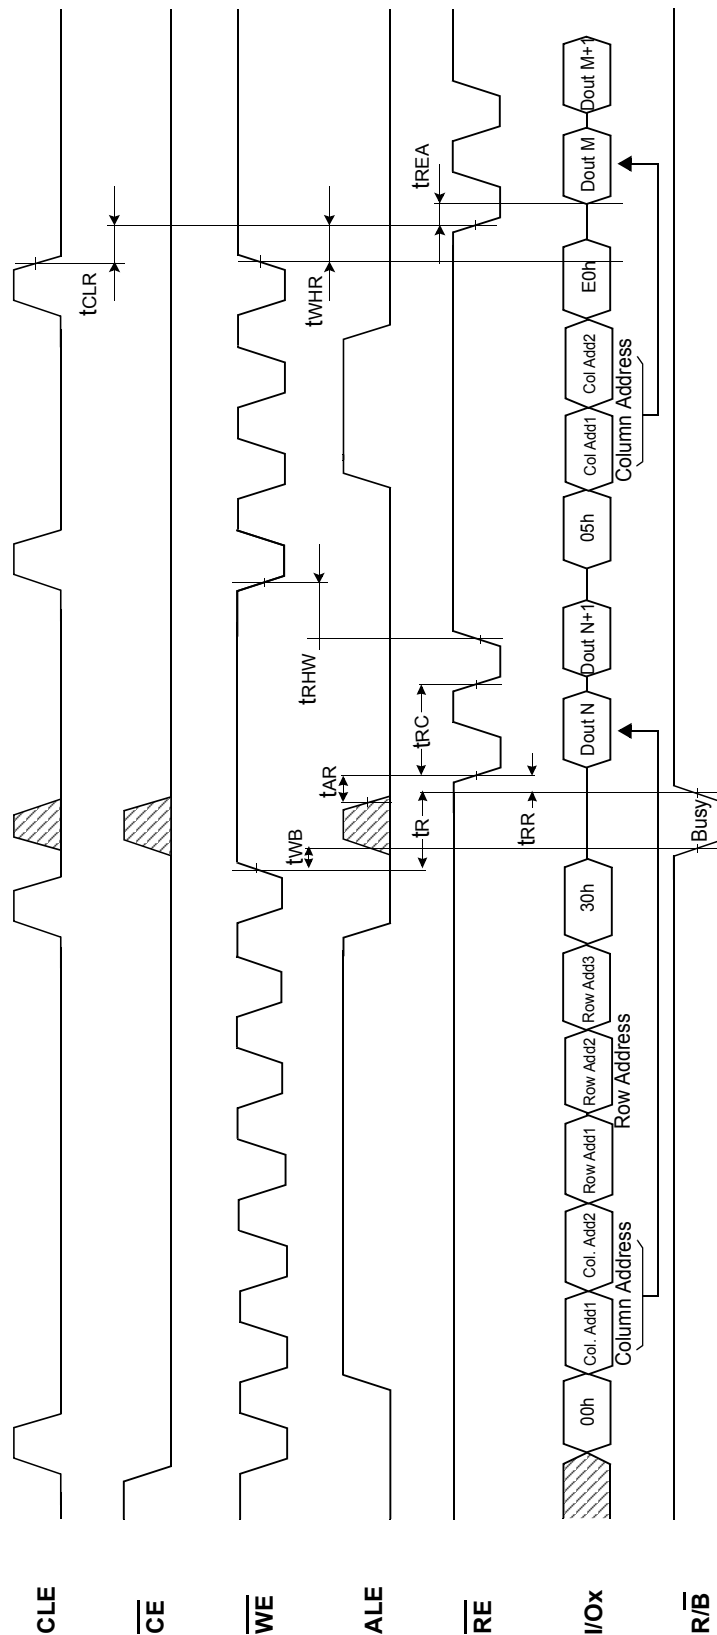 CLE
tCLR
CE
WE
tWB
tRHW
tWHR
ALE
tAR
tR
tRC
tREA
RE
tRR
I/Ox
00h
Col. Add1
Col. Add2
Row Add1
Row Add2
Row Add3
30h
Dout N
Dout N+1
05h
Col Add1
Col Add2
E0h
Dout M
Dout M+1
Column Address
Row Address
Column Address
R/B
Busy